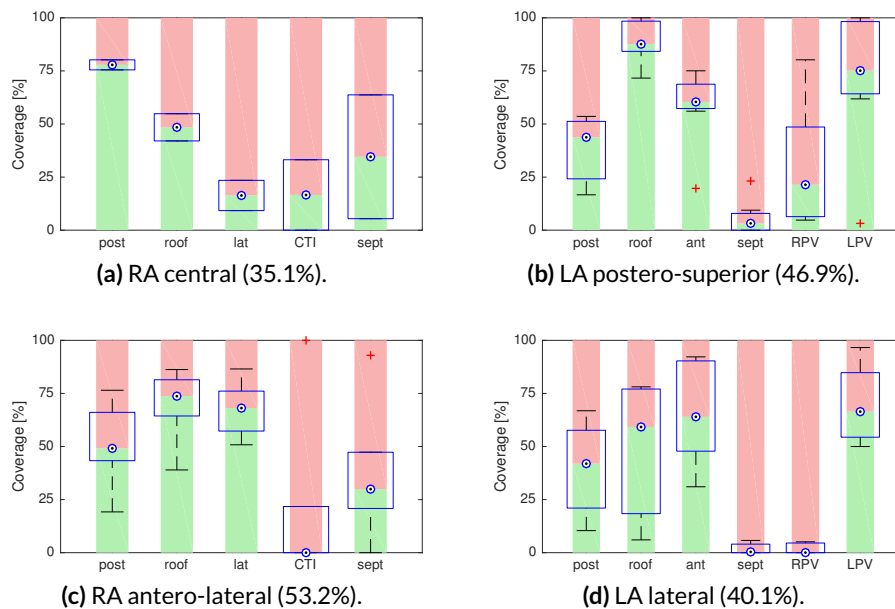 100
75
50
25
0
Coverage [%]
post roof lat CTI sept
(a) RA central (35.1%).
100
75
50
25
0
Coverage [%]
post roof ant sept RPV LPV
(b) LA postero-superior (46.9%).
100
75
50
25
0
Coverage [%]
post roof lat CTI sept
(c) RA antero-lateral (53.2%).
100
75
50
25
0
Coverage [%]
post roof ant sept RPV LPV
(d) LA lateral (40.1%).